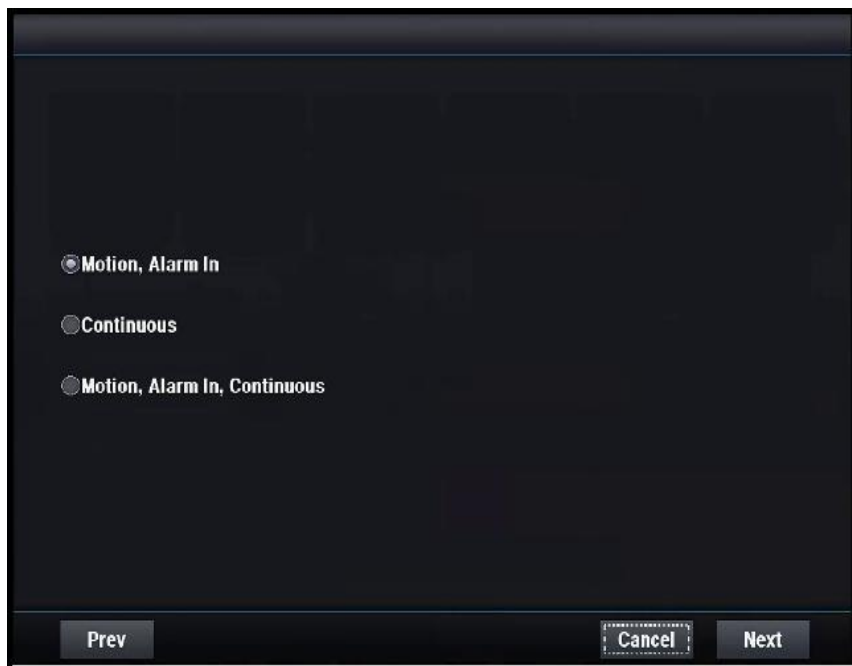 Motion, Alarm In
Continuous
Motion, Alarm In, Continuous
Prev Cancel Next